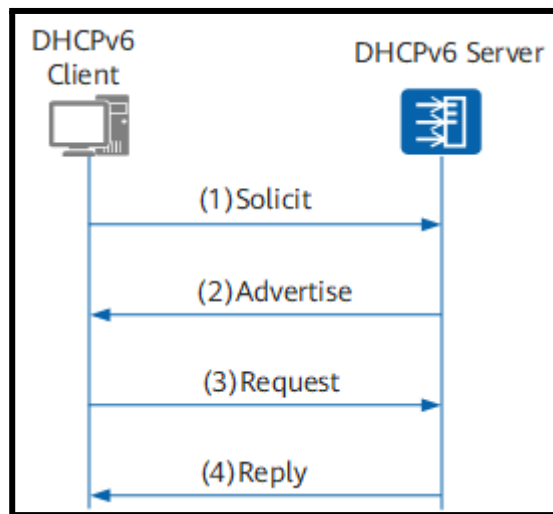 DHCPv6
Client
DHCPv6 Server
(1)Solicit
(2)Advertise
(3)Request
(4)Reply